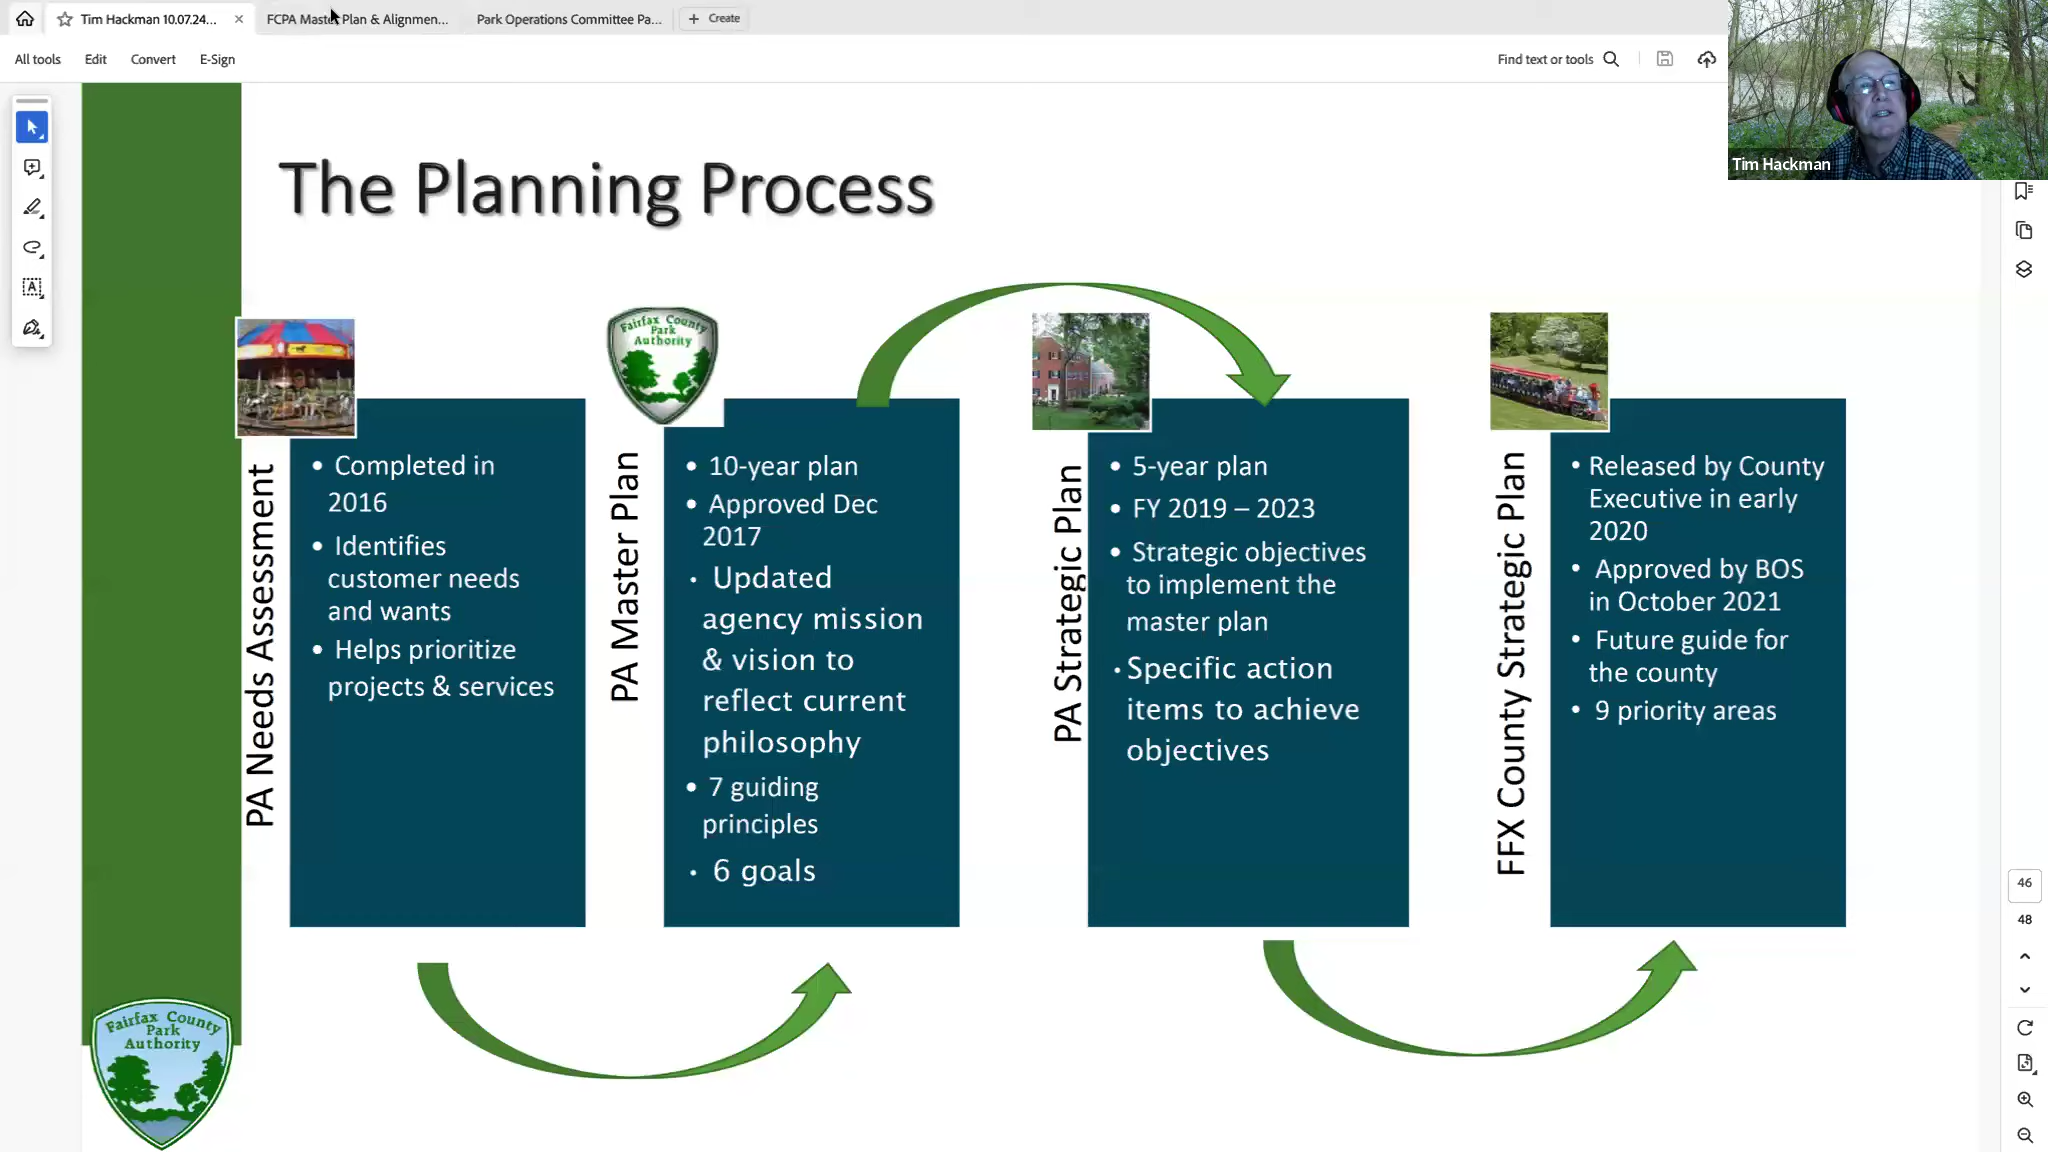 Tim Hackman 10.07.24...
FCPA Master Plan & Alignmen...
Park Operations Committee Pa...
Create
All tools
Edit
Convert
E-Sign
Find text or tools
Tim Hackman
The Planning Process
Fairfax County
Park
Authority
PA Needs Assessment
• Completed in
2016
• Identifies
customer needs
and wants
• Helps prioritize
projects & services
PA Master Plan
• 10-year plan
• Approved Dec
2017
• Updated
agency mission
& vision to
reflect current
philosophy
• 7 guiding
principles
• 6 goals
PA Strategic Plan
• 5-year plan
• FY 2019 – 2023
• Strategic objectives
to implement the
master plan
• Specific action
items to achieve
objectives
FFX County Strategic Plan
• Released by County
Executive in early
2020
• Approved by BOS
in October 2021
• Future guide for
the county
• 9 priority areas
46
48
Fairfax County
Park
Authority